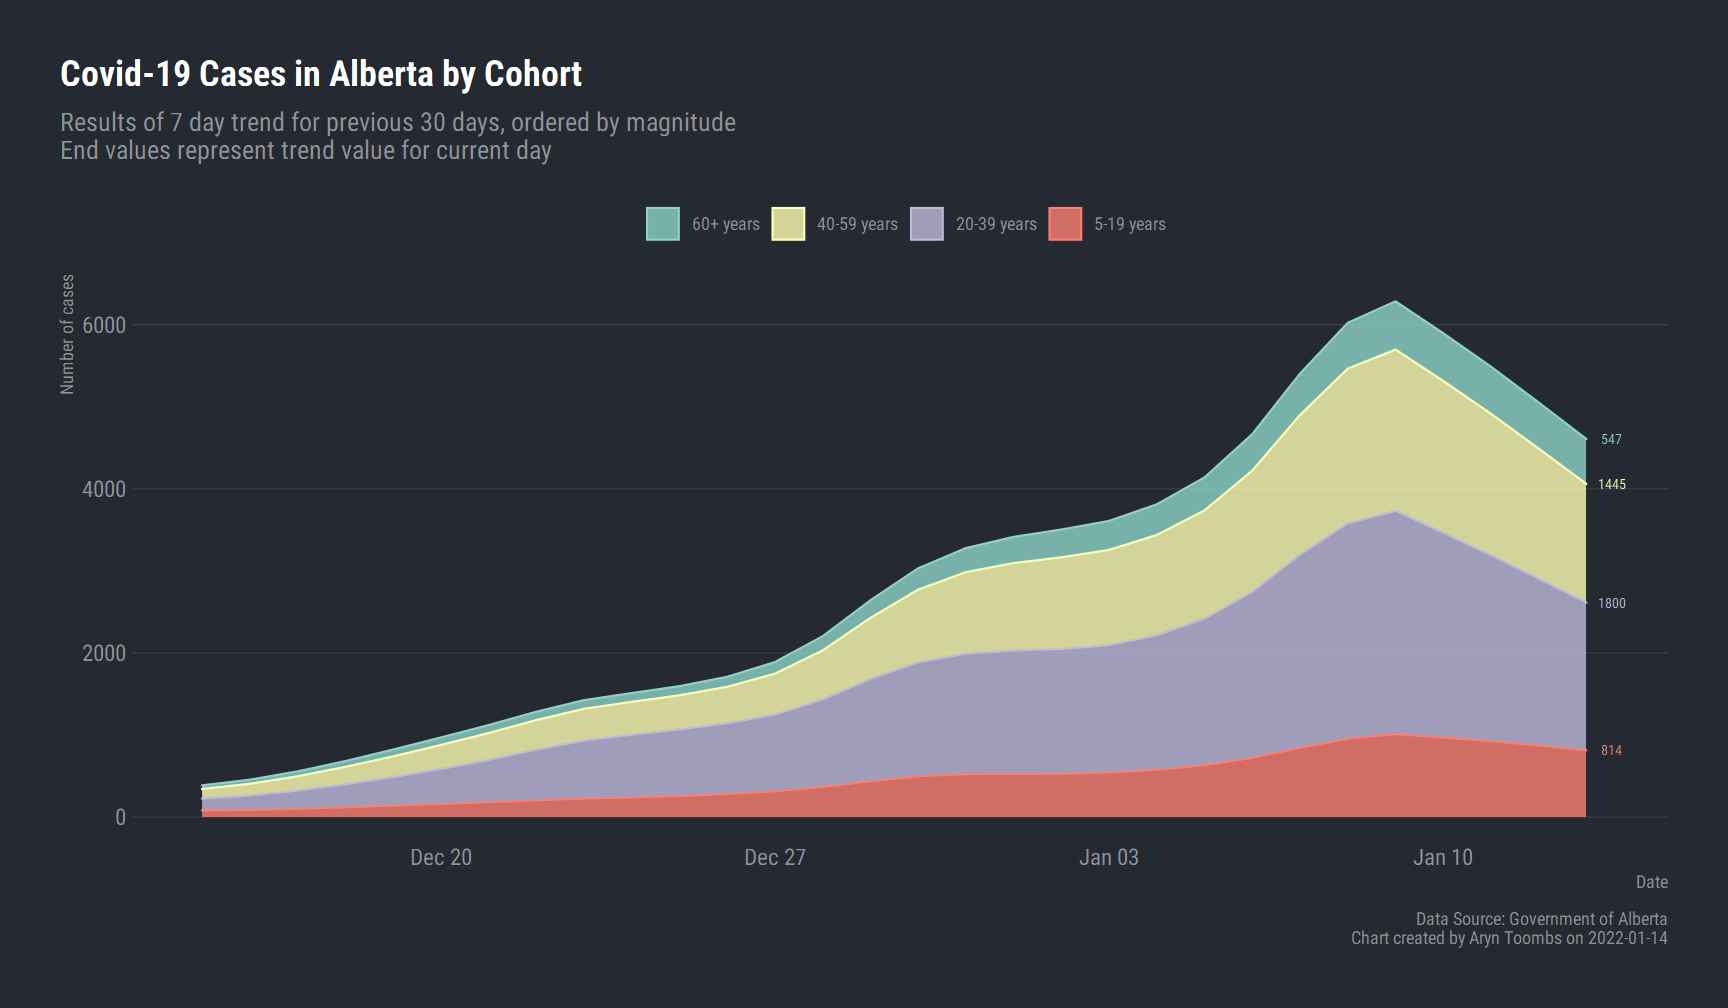 Covid-19 Cases in Alberta by Cohort
Results of 7 day trend for previous 30 days, ordered by magnitude
End values represent trend value for current day
60+ years
40-59 years
20-39 years
5-19 years
Number of cases
6000
4000
2000
0
547
1445
1800
814
Dec 20
Dec 27
Jan 03
Jan 10
Date
Data Source: Government of Alberta
Chart created by Aryn Toombs on 2022-01-14